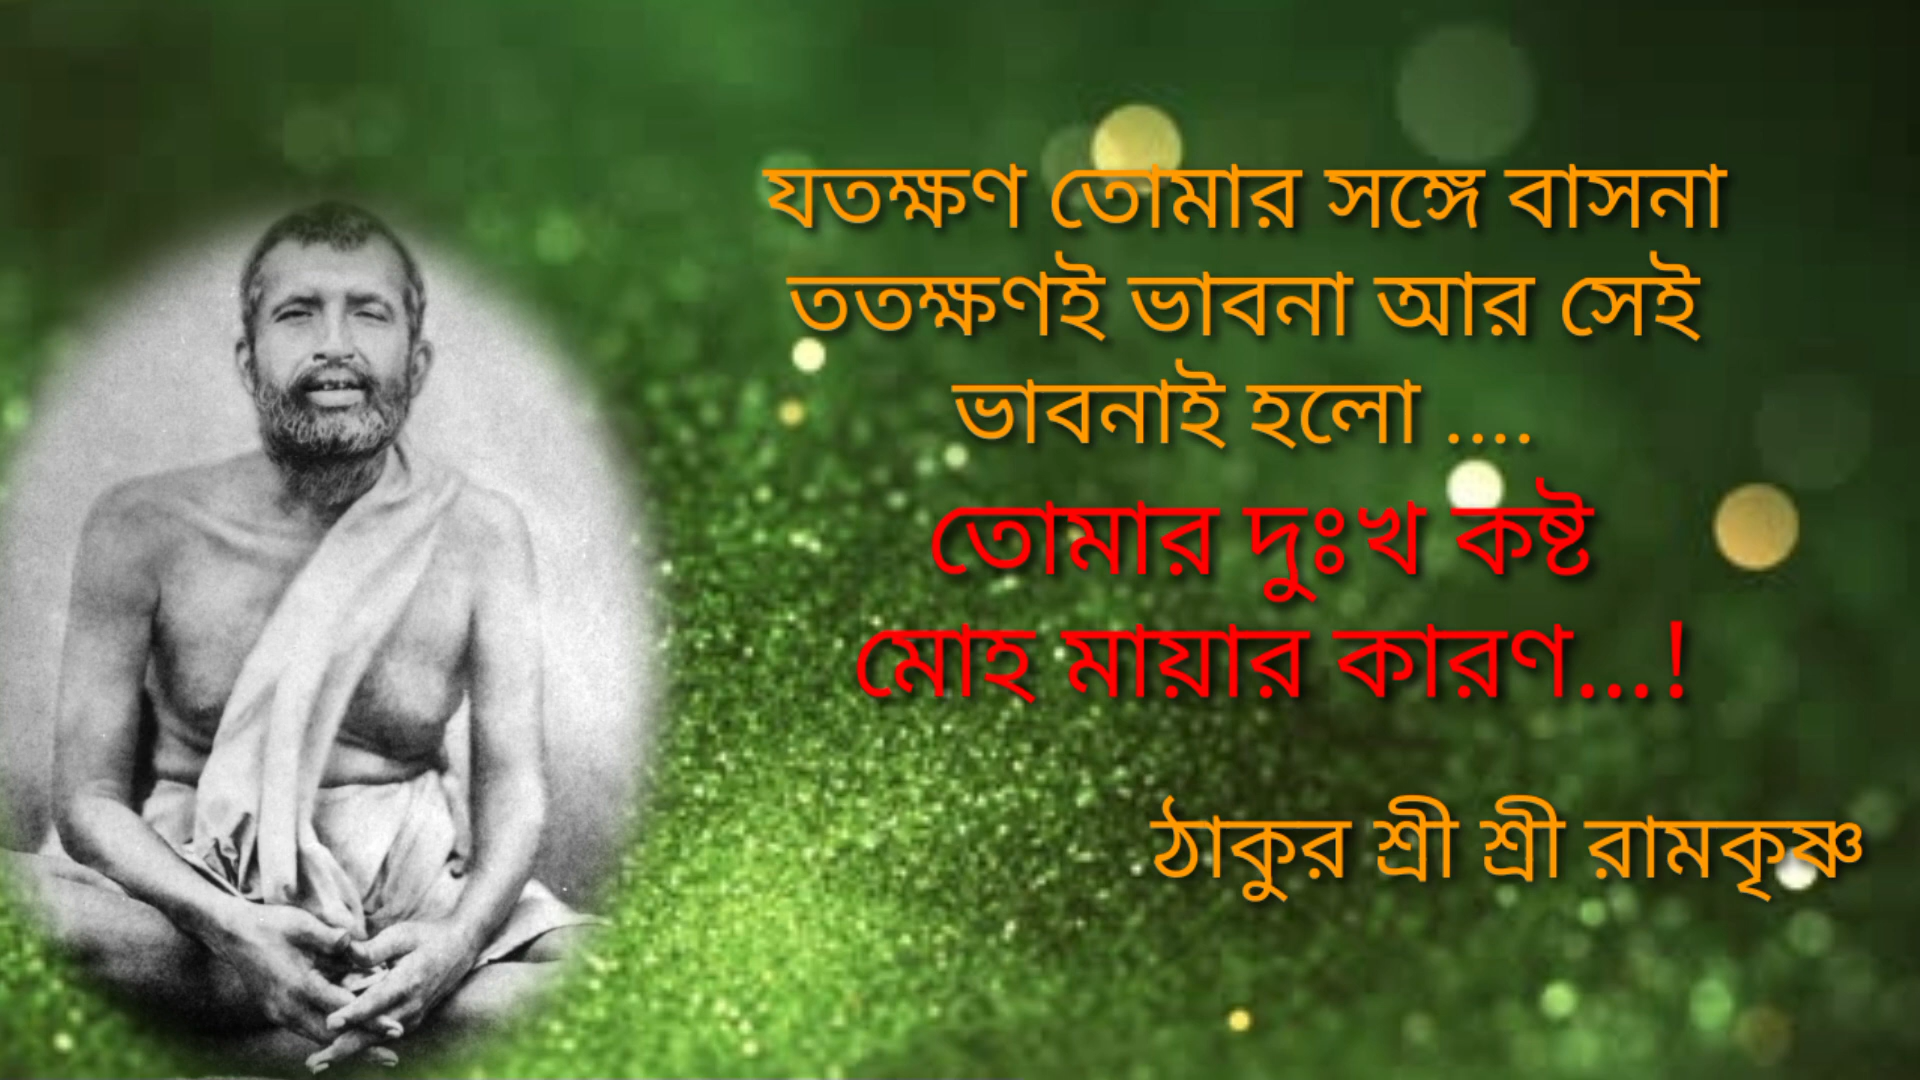 যতক্ষণ তোমার সঙ্গে বাসনা
ততক্ষণই ভাবনা আর সেই
ভাবনাই হলো ....
তোমার দুঃখ কষ্ট
মোহ মায়ার কারণ...!
ঠাকুর শ্রী শ্রী রামকৃষ্ণ